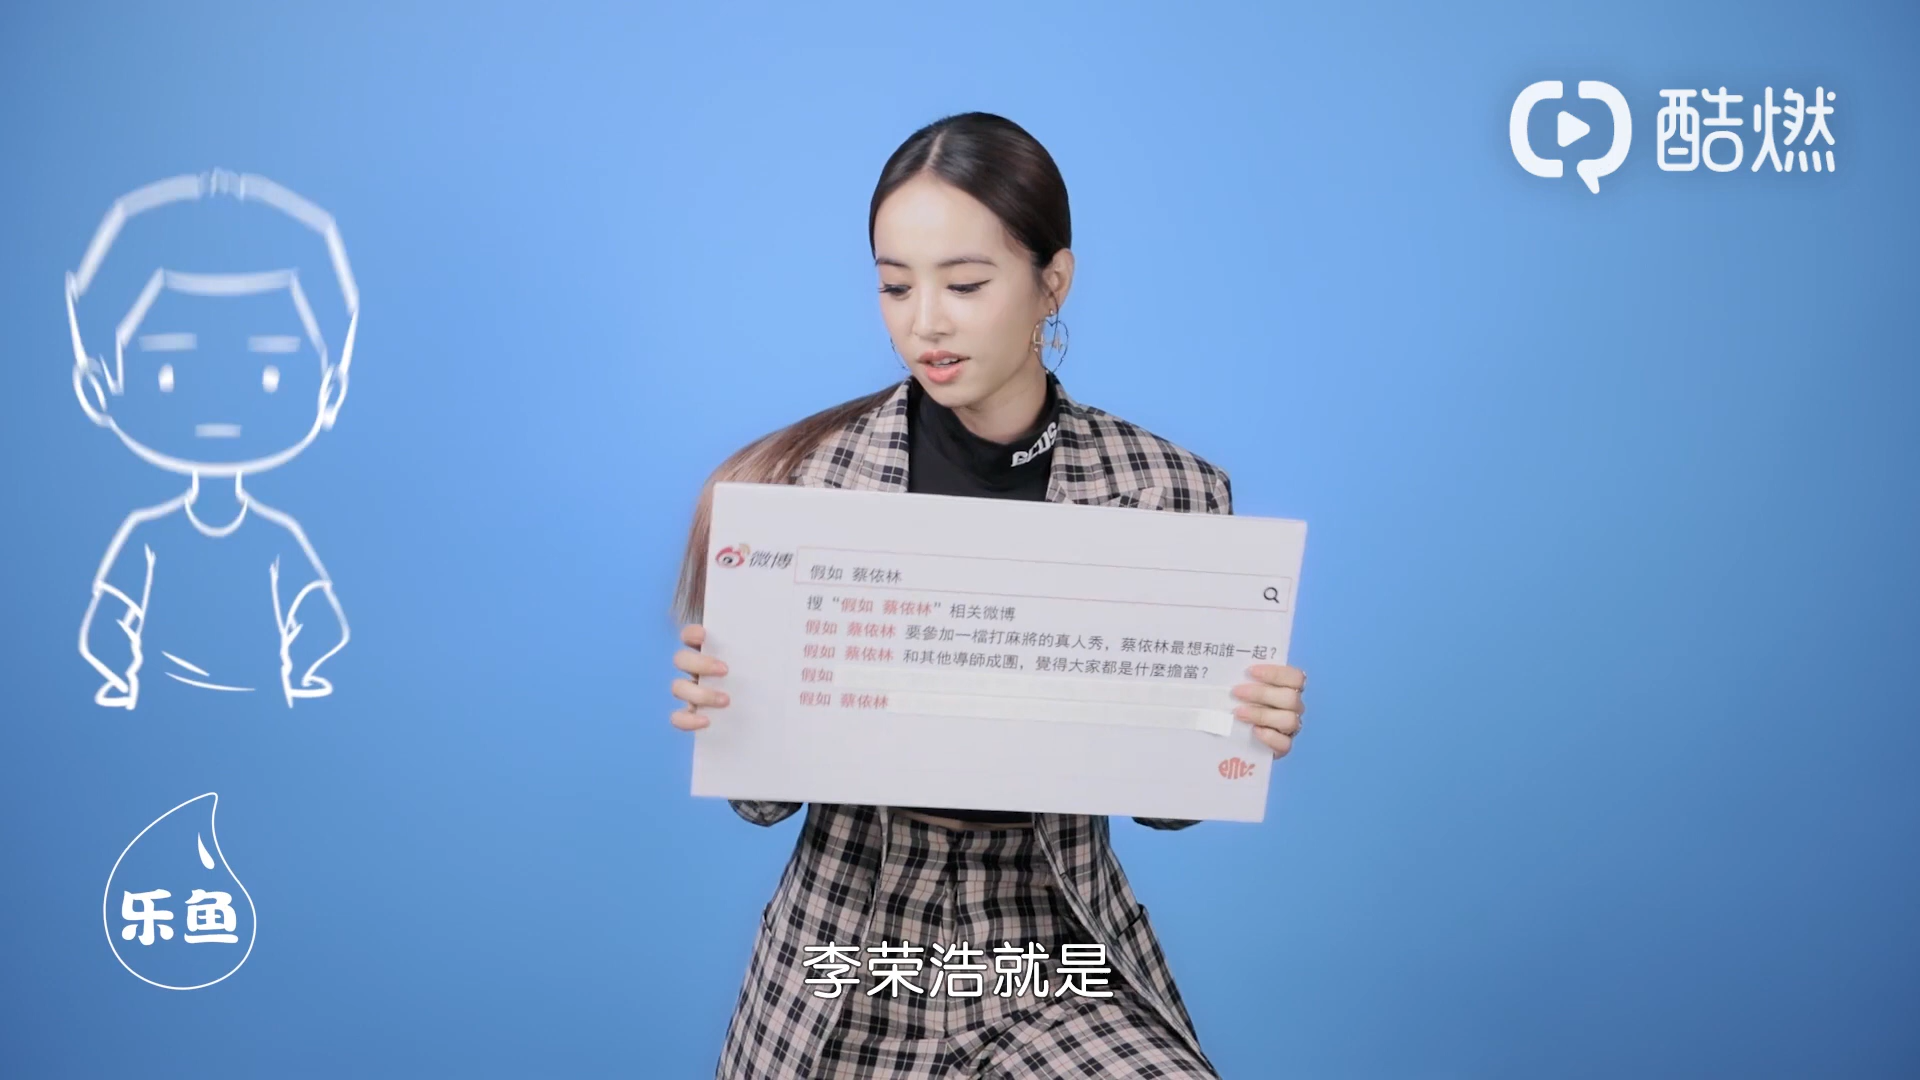 酷燃
GCDS
微博
假如 蔡依林
搜“假如 蔡依林”相关微博
假如 蔡依林 要參加一檔打麻將的真人秀，蔡依林最想和誰一起？
假如 蔡依林 和其他導師成團，覺得大家都是什麼擔當？
假如
假如 蔡依林
ent
乐鱼
李荣浩就是